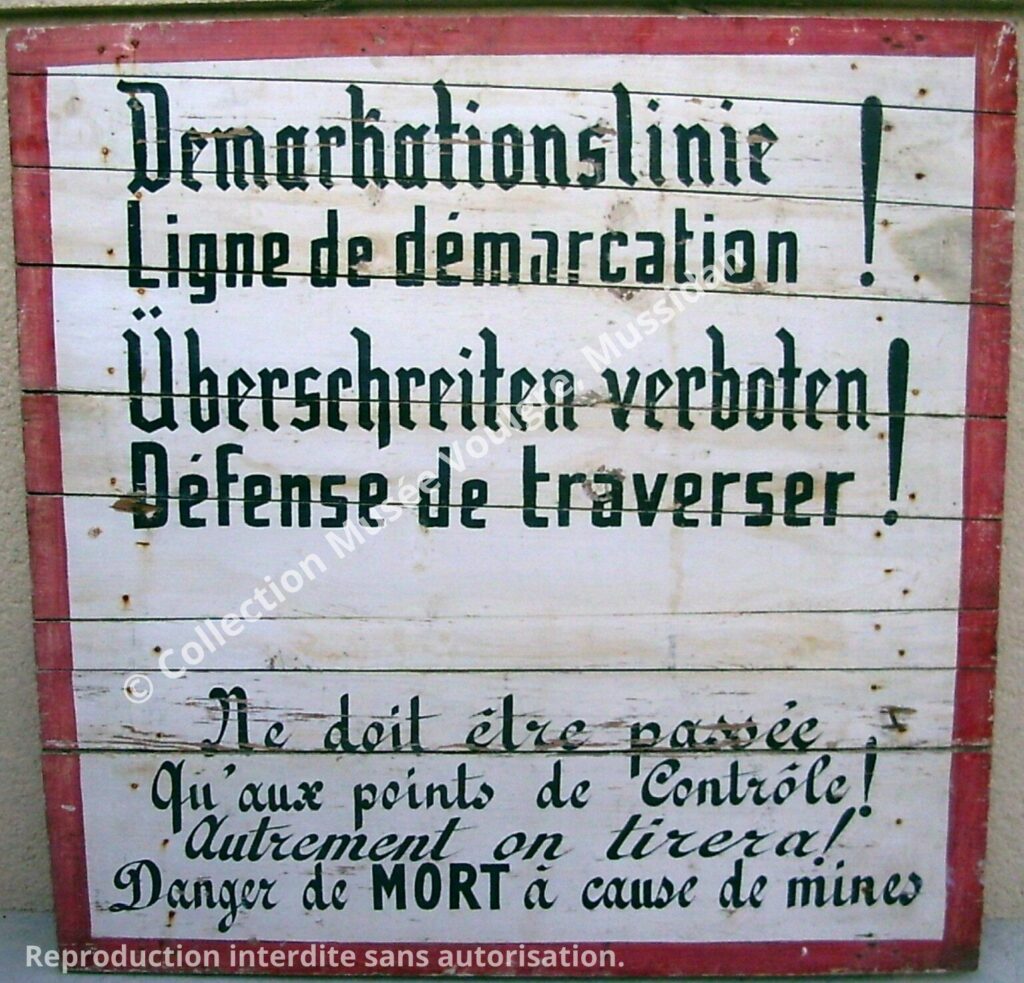 Demarkationslinie !
Ligne de démarcation
Überschreiten verboten !
Défense de traverser
Ne doit être passée
Qu'aux points de Contrôle !
Autrement on tirera !
Danger de MORT à cause de mines
© Collection Musée Voulgre, Mussidan
Reproduction interdite sans autorisation.